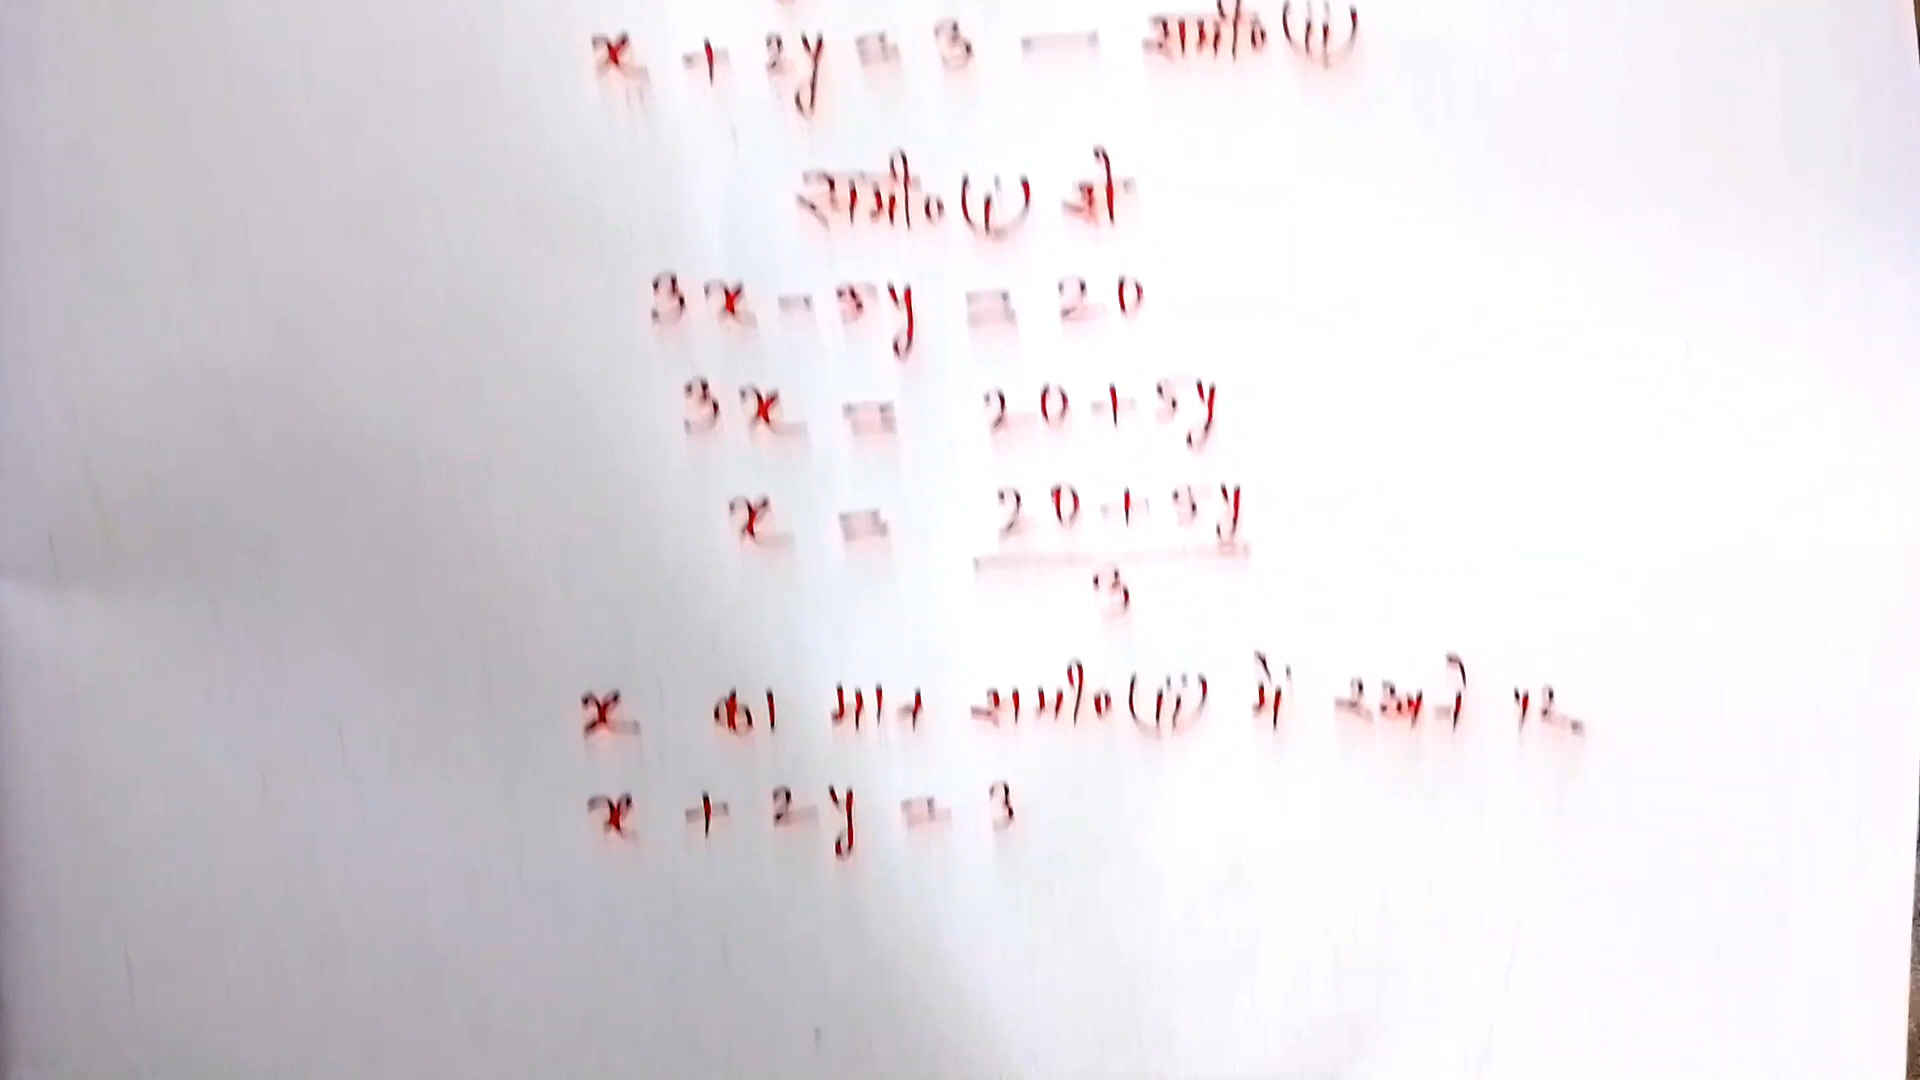 x + 2y = 3 — समी० (ii)
समी० (i) से
3x - 5y = 20
3x = 20 + 5y
x = 20 + 5y / 3
x का मान समी० (ii) में रखने पर
x + 2y = 3